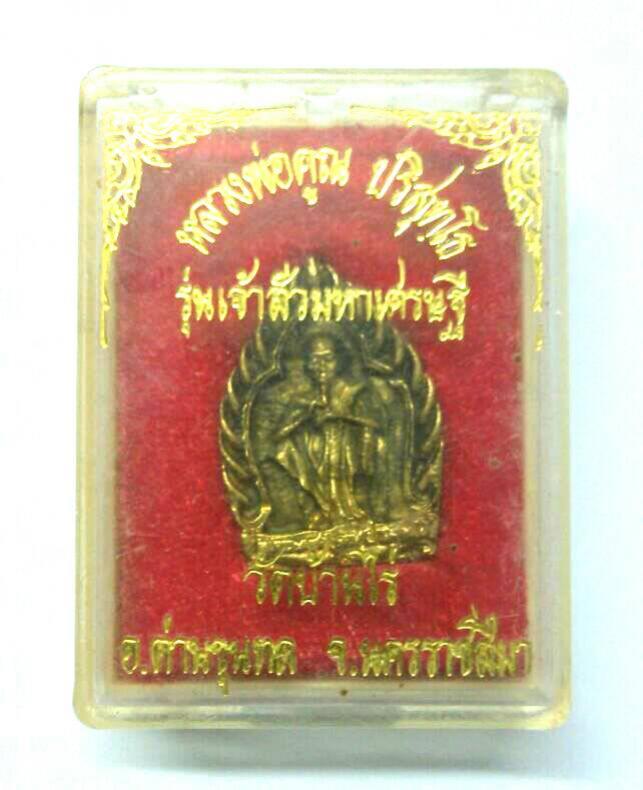 หลวงพ่อคูณ ปริสุทฺโธ
รุ่นเจ้าสัวมหาเศรษฐี
วัดบ้านไร่
อ.ด่านขุนทด จ.นครราชสีมา